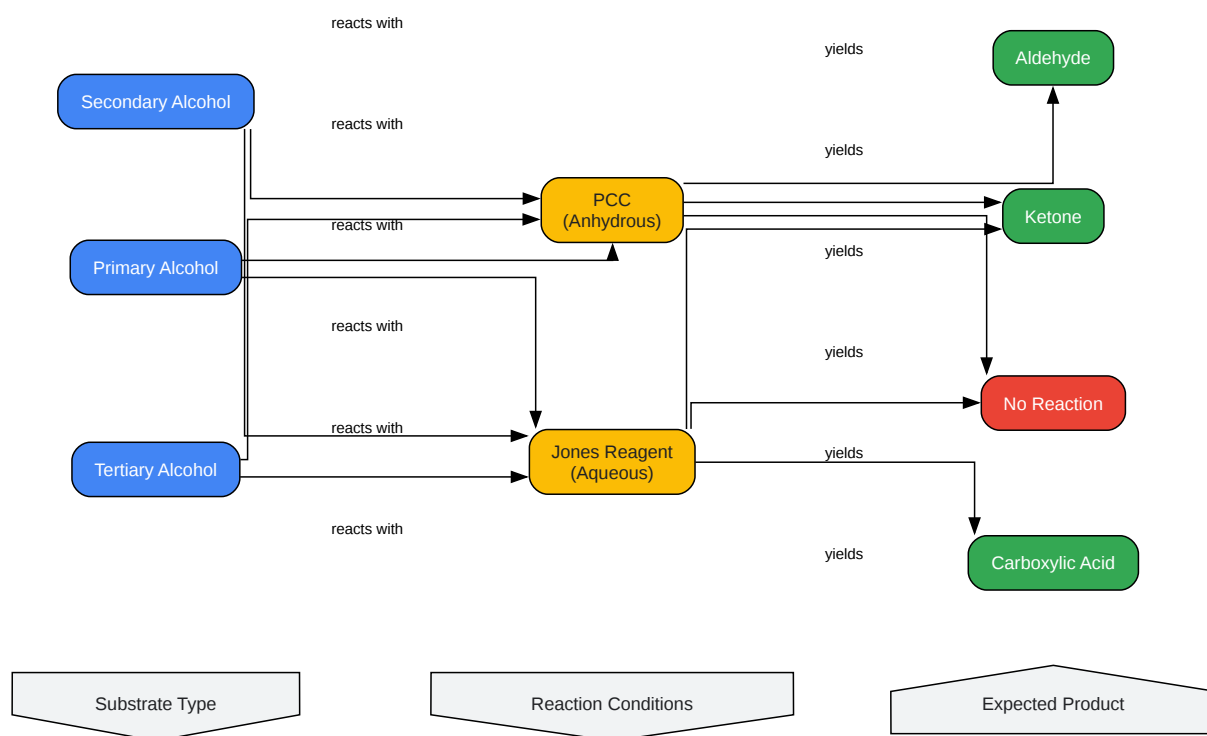 reacts with
yields
Aldehyde
Secondary Alcohol
reacts with
yields
PCC
(Anhydrous)
Ketone
reacts with
yields
Primary Alcohol
reacts with
yields
No Reaction
reacts with
yields
Jones Reagent
(Aqueous)
Tertiary Alcohol
reacts with
yields
Carboxylic Acid
Substrate Type
Reaction Conditions
Expected Product